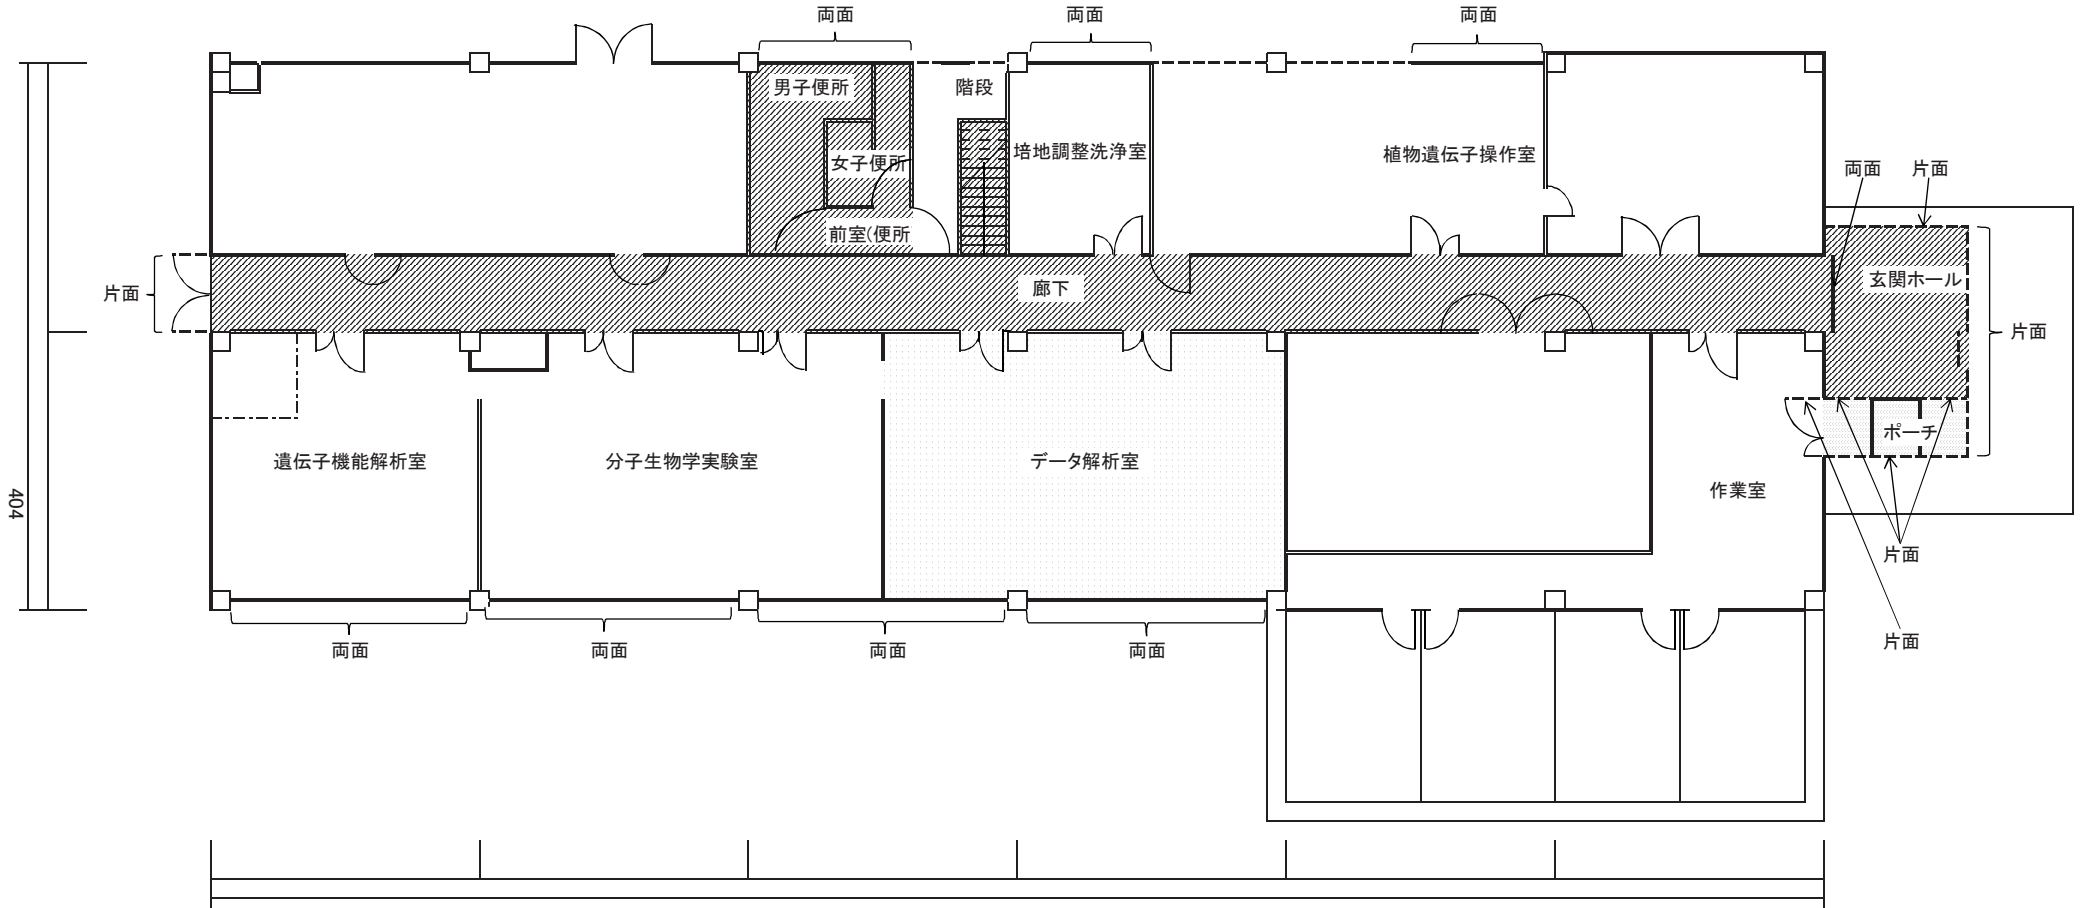 両面
両面
両面
男子便所
階段
女子便所
培地調整洗浄室
植物遺伝子操作室
両面
片面
前室(便所
片面
廊下
玄関ホール
片面
ポーチ
遺伝子機能解析室
分子生物学実験室
データ解析室
作業室
404
片面
両面
両面
両面
両面
片面